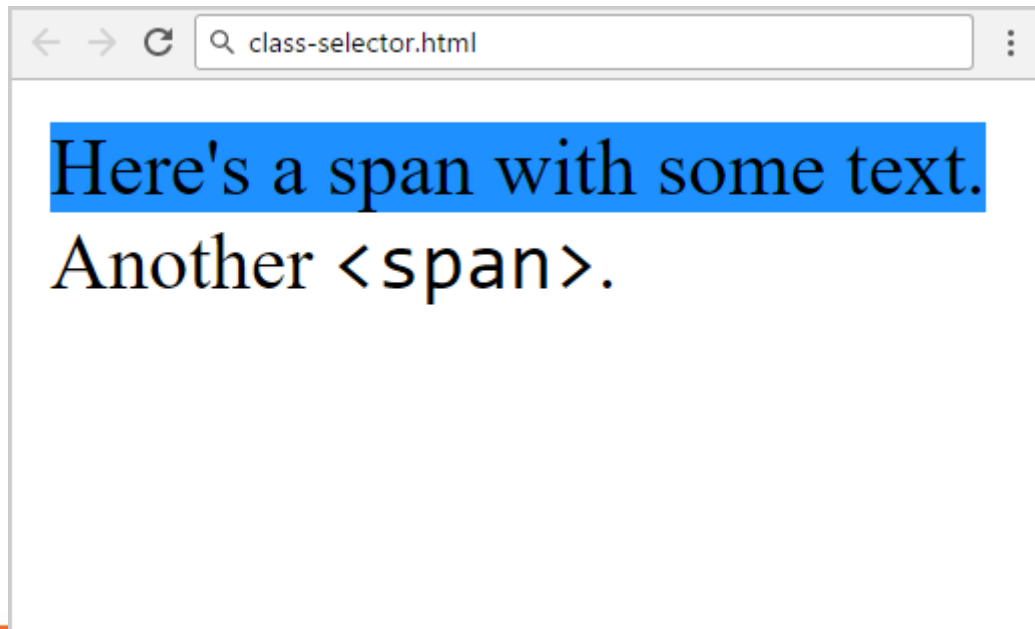 class-selector.html
Here's a span with some text.
Another <span>.